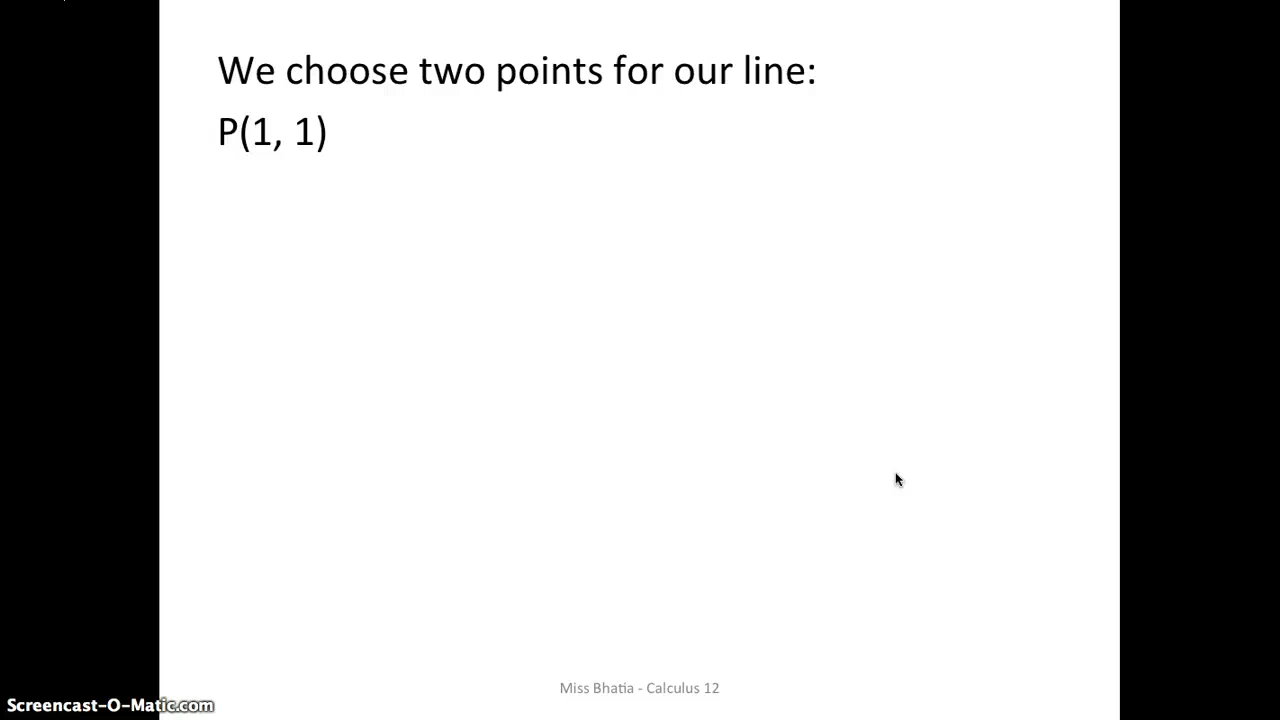 We choose two points for our line:
P(1, 1)
Miss Bhatia - Calculus 12
Screencast-O-Matic.com